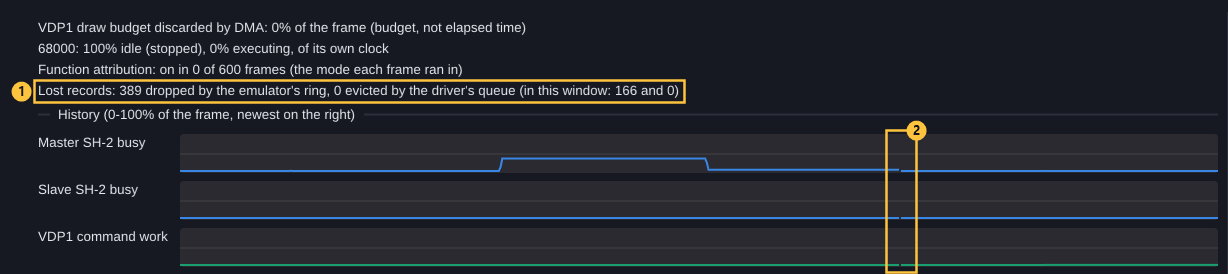 VDP1 draw budget discarded by DMA: 0% of the frame (budget, not elapsed time)
68000: 100% idle (stopped), 0% executing, of its own clock
Function attribution: on in 0 of 600 frames (the mode each frame ran in)
1 Lost records: 389 dropped by the emulator's ring, 0 evicted by the driver's queue (in this window: 166 and 0)
History (0-100% of the frame, newest on the right)
2
Master SH-2 busy
Slave SH-2 busy
VDP1 command work